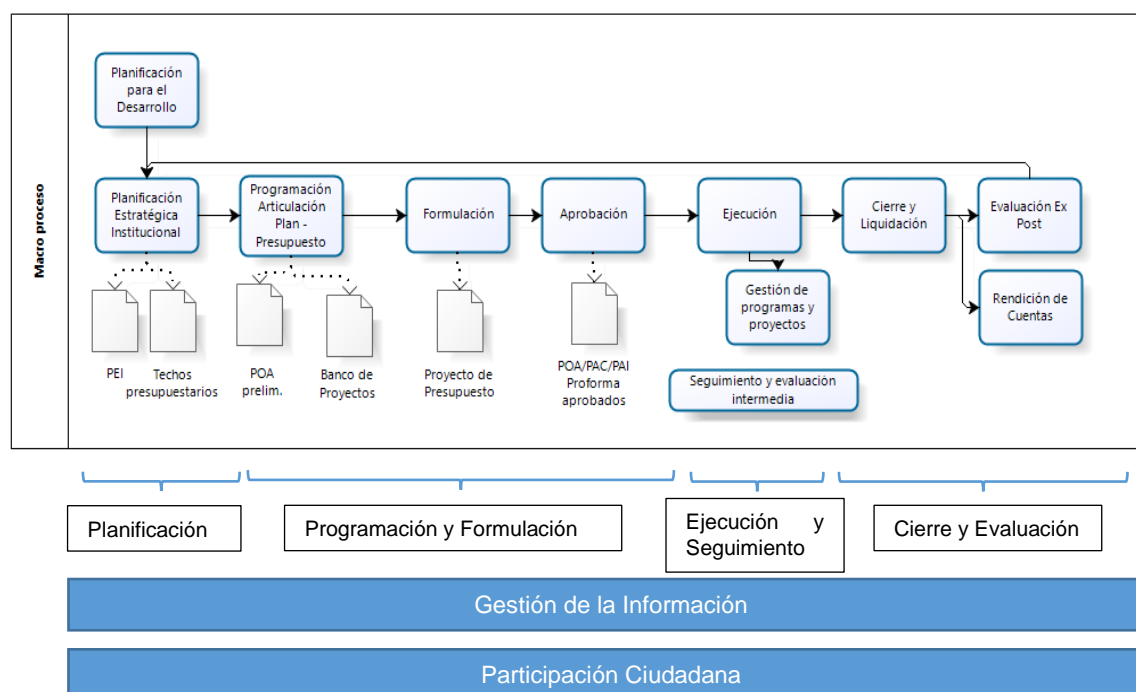 Macro proceso
Planificación
para el
Desarrollo
Planificación
Estratégica
Institucional
Programación
Articulación
Plan -
Presupuesto
Formulación
Aprobación
Ejecución
Cierre y
Liquidación
Evaluación Ex
Post
Gestión de
programas y
proyectos
Rendición de
Cuentas
PEI
Techos
presupuestarios
POA
prelim.
Banco de
Proyectos
Proyecto de
Presupuesto
POA/PAC/PAI
Proforma
aprobados
Seguimiento y evaluación
intermedia
Planificación
Programación y Formulación
Ejecución y
Seguimiento
Cierre y Evaluación
Gestión de la Información
Participación Ciudadana